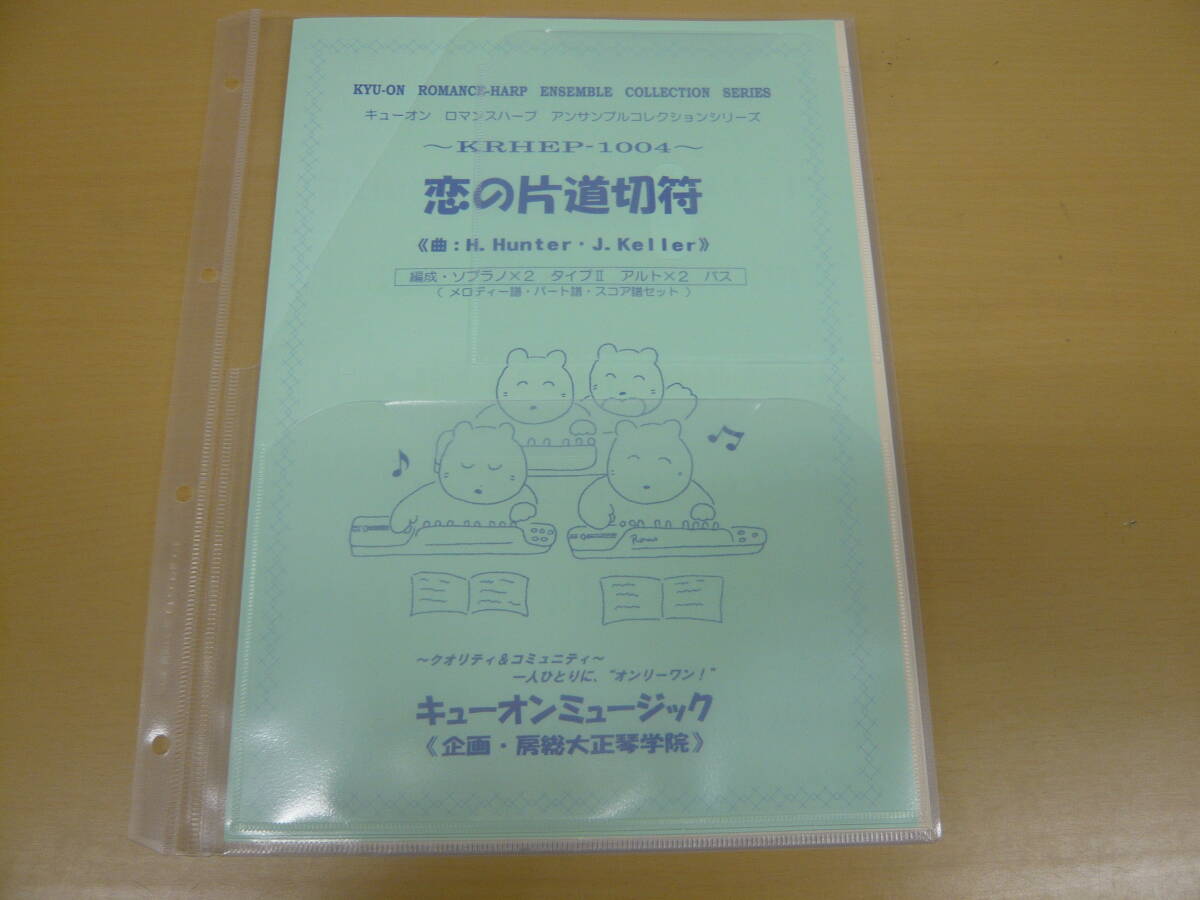 KYU-ON ROMANCE-HARP ENSEMBLE COLLECTION SERIES
キューオン ロマンスハープ アンサンブルコレクションシリーズ
～KRHEP-1004～
恋の片道切符
《曲：H. Hunter・J. Keller》
編成・ソプラノ×2 タイプⅡ アルト×2 バス
（ メロディー譜・パート譜・スコア譜セット ）
～クオリティ＆コミュニティ～
一人ひとりに、“オンリーワン！”
キューオンミュージック
《企画・房総大正琴学院》